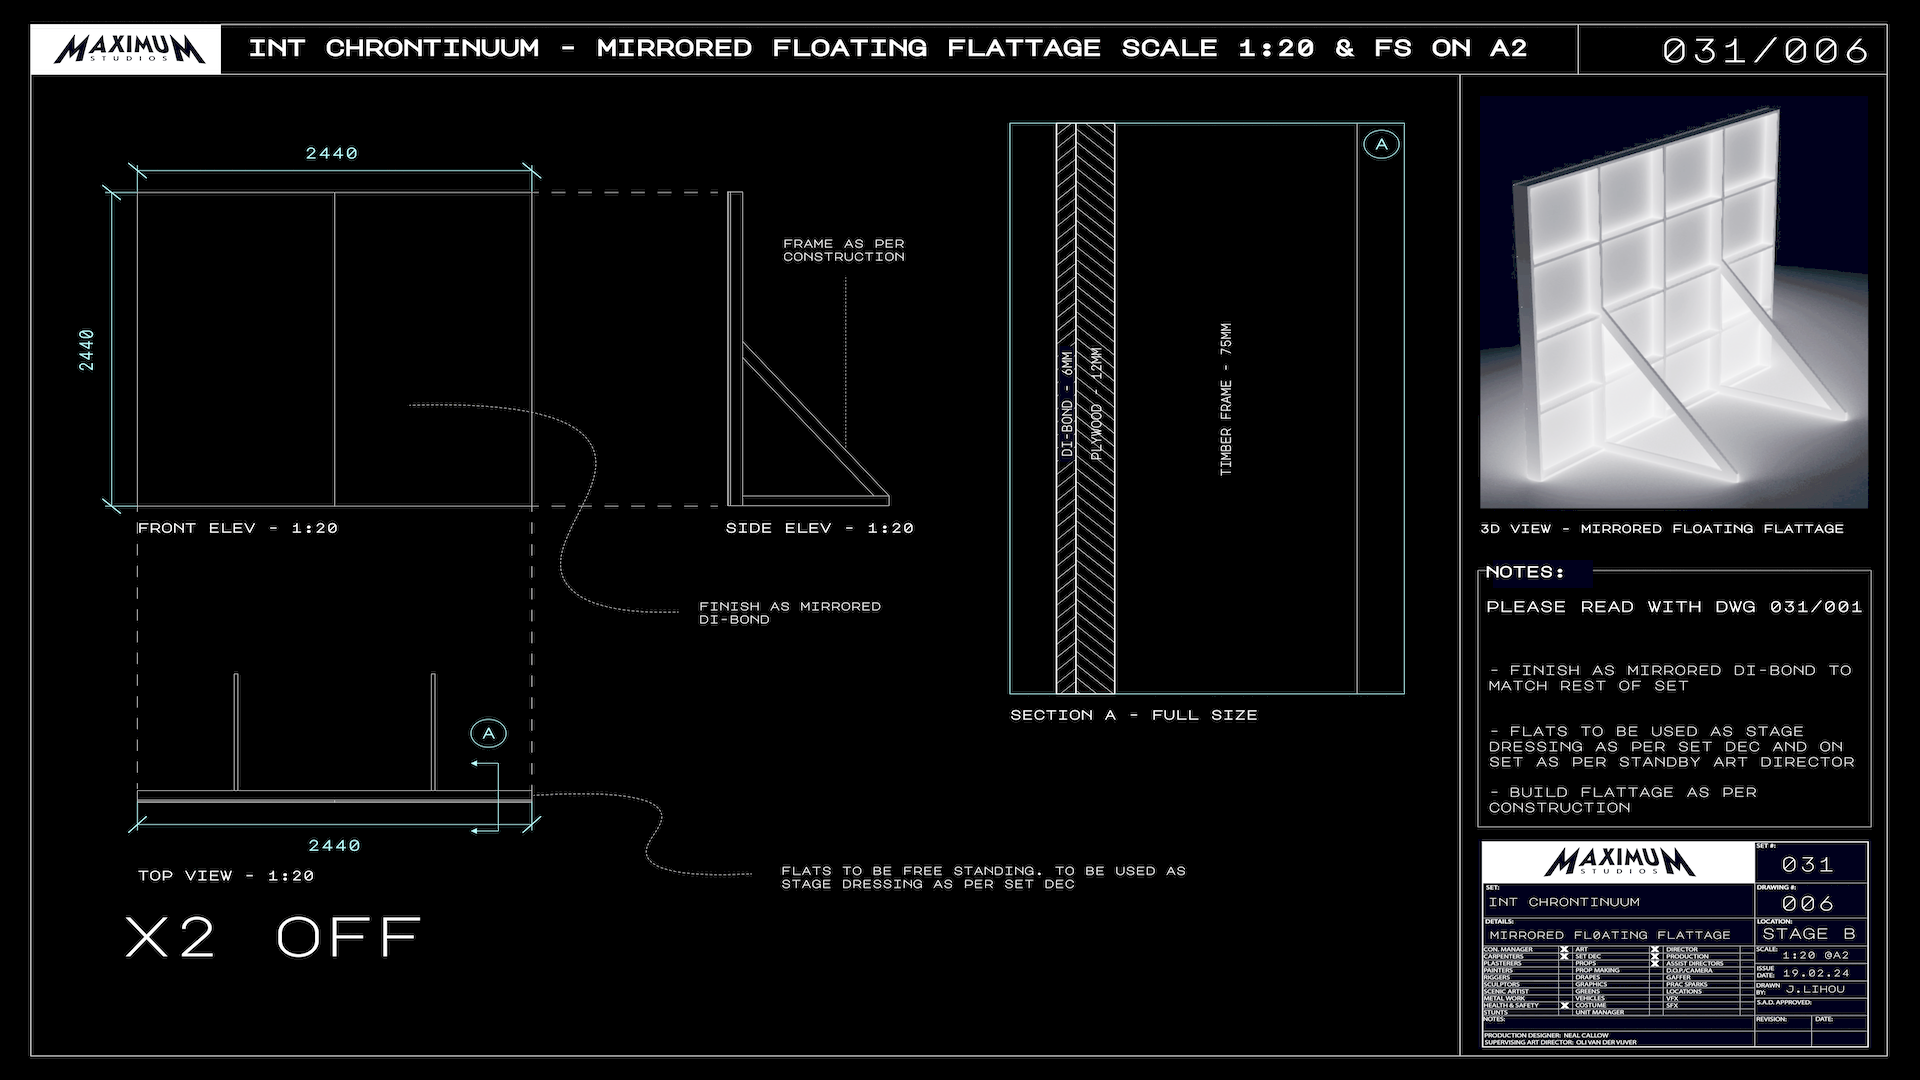 MAXIMUM
STUDIOS
INT CHRONTINUUM - MIRRORED FLOATING FLATTAGE SCALE 1:20 & FS ON A2
031/006
2440
2440
FRONT ELEV - 1:20
FRAME AS PER
CONSTRUCTION
SIDE ELEV - 1:20
FINISH AS MIRRORED
DI-BOND
A
2440
TOP VIEW - 1:20
FLATS TO BE FREE STANDING. TO BE USED AS
STAGE DRESSING AS PER SET DEC
X2 OFF
A
DI-BOND - 6MM
PLYWOOD - 12MM
TIMBER FRAME - 75MM
SECTION A - FULL SIZE
3D VIEW - MIRRORED FLOATING FLATTAGE
NOTES:
PLEASE READ WITH DWG 031/001
- FINISH AS MIRRORED DI-BOND TO
MATCH REST OF SET
- FLATS TO BE USED AS STAGE
DRESSING AS PER SET DEC AND ON
SET AS PER STANDBY ART DIRECTOR
- BUILD FLATTAGE AS PER
CONSTRUCTION
MAXIMUM
STUDIOS
SET #:
031
SET:
INT CHRONTINUUM
DRAWING #:
006
DETAILS:
MIRRORED FLOATING FLATTAGE
LOCATION:
STAGE B
CON. MANAGER X ART X DIRECTOR
CARPENTERS X SET DEC X PRODUCTION
PLASTERERS PROPS X ASSIST DIRECTORS
PAINTERS PROP MAKING D.O.P./CAMERA
RIGGERS DRAPES GAFFER
SCULPTORS GRAPHICS PRAC SPARKS
SCENIC ARTIST GREENS LOCATIONS
METAL WORK VEHICLES VFX
HEALTH & SAFETY X COSTUME SFX
STUNTS UNIT MANAGER
NOTES:
PRODUCTION DESIGNER: NEAL CALLOW
SUPERVISING ART DIRECTOR: OLI VAN DER VIJVER
SCALE:
1:20 @A2
ISSUE
DATE: 19.02.24
DRAWN
BY: J.LIHOU
S.A.D. APPROVED:
REVISION: DATE: